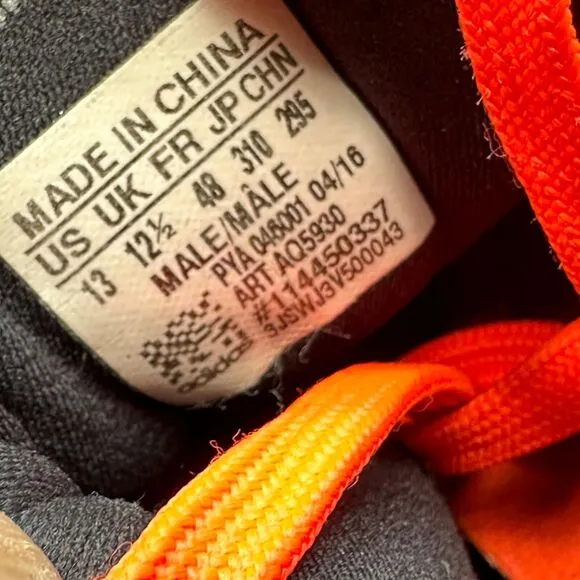 MADE IN CHINA
US UK FR JP CHN
13 12½ 48 310 295
MALE/MÂLE
PYA 046001 04/16
ART AQ5930
#114450337
3JSWJ3V500043
adidas